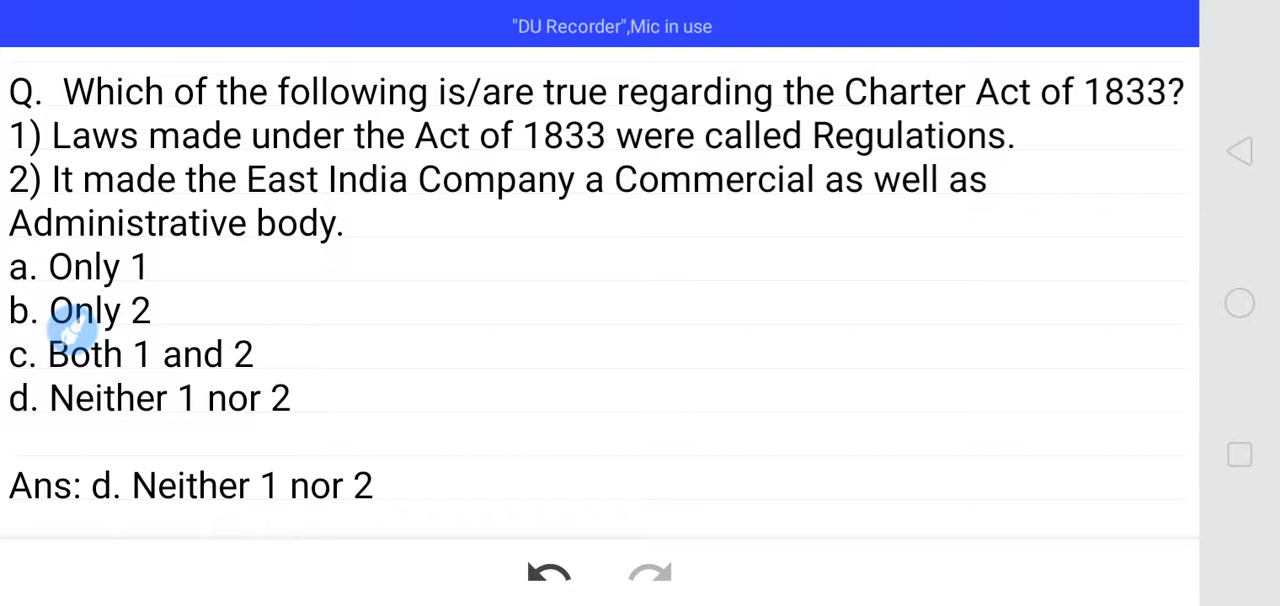 "DU Recorder",Mic in use
Q.  Which of the following is/are true regarding the Charter Act of 1833?
1) Laws made under the Act of 1833 were called Regulations.
2) It made the East India Company a Commercial as well as
Administrative body.
a. Only 1
b. Only 2
c. Both 1 and 2
d. Neither 1 nor 2
Ans: d. Neither 1 nor 2